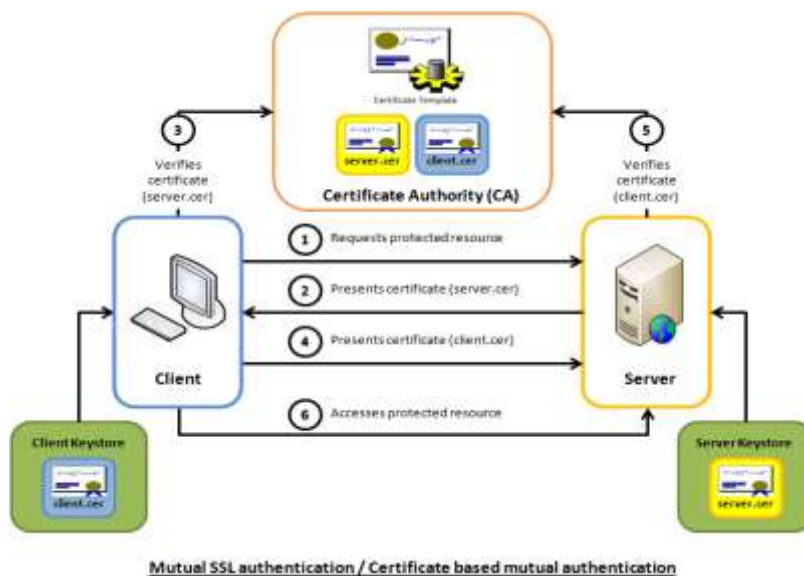 Certificate Template
server.cer
client.cer
Certificate Authority (CA)
3
Verifies
certificate
(server.cer)
5
Verifies
certificate
(client.cer)
1 Requests protected resource
2 Presents certificate (server.cer)
4 Presents certificate (client.cer)
Client
Server
6 Accesses protected resource
Client Keystore
client.cer
Server Keystore
server.cer
Mutual SSL authentication / Certificate based mutual authentication